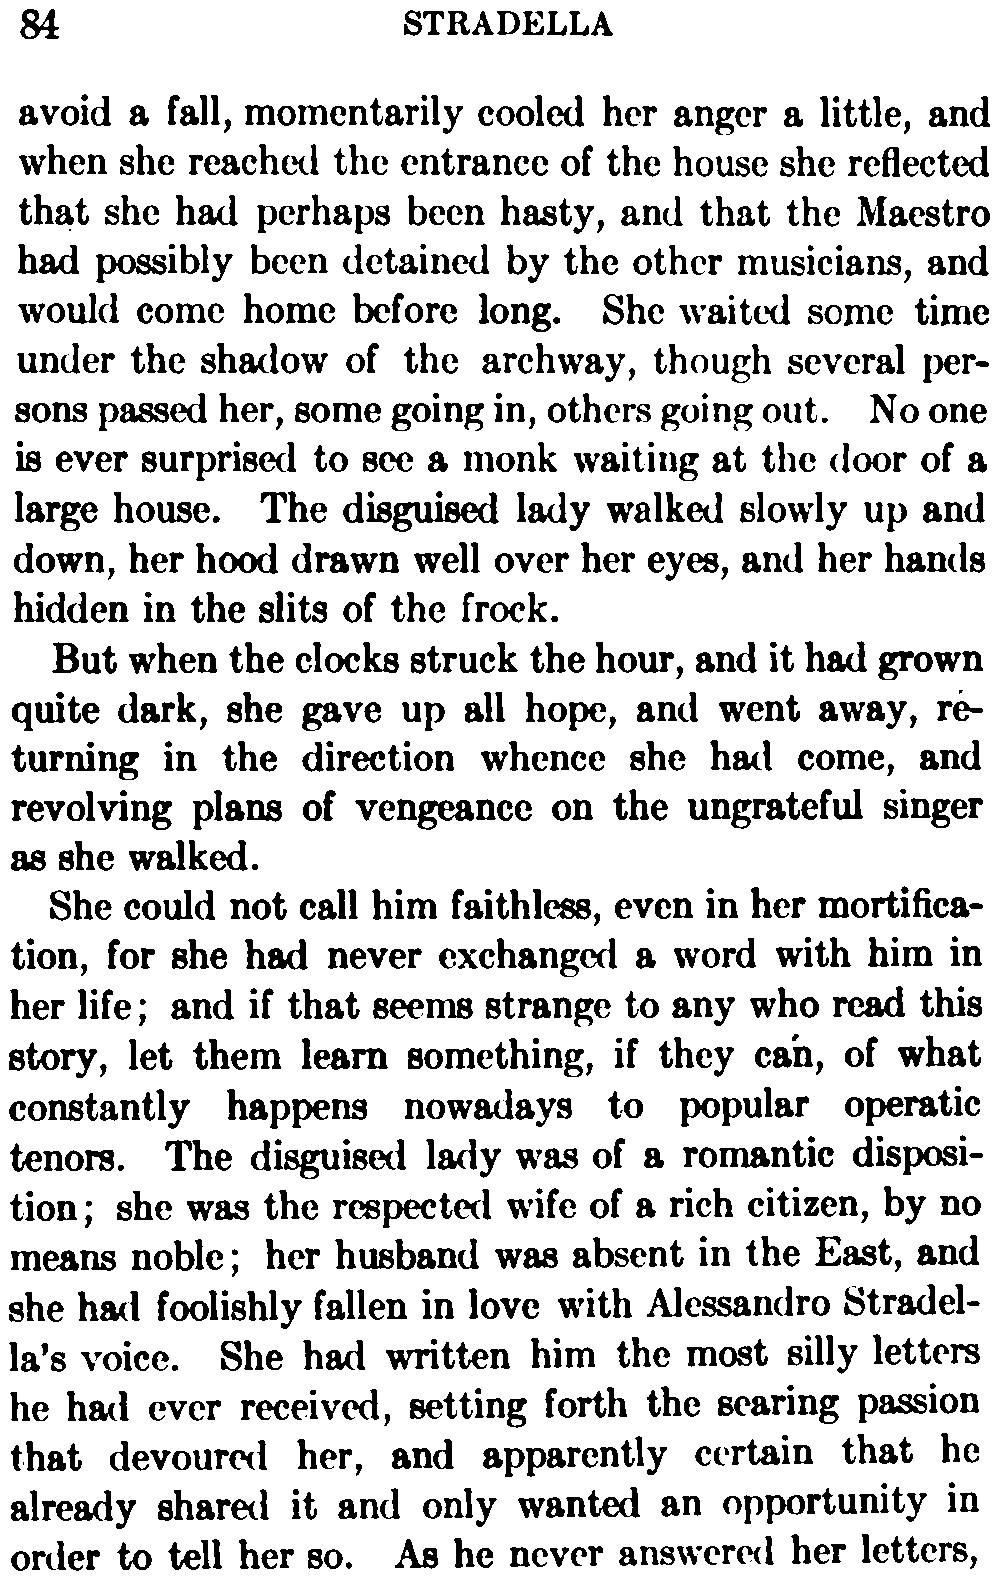 84 STRADELLA
avoid a fall, momentarily cooled her anger a little, and
when she reached the entrance of the house she reflected
that she had perhaps been hasty, and that the Maestro
had possibly been detained by the other musicians, and
would come home before long. She waited some time
under the shadow of the archway, though several per-
sons passed her, some going in, others going out. No one
is ever surprised to see a monk waiting at the door of a
large house. The disguised lady walked slowly up and
down, her hood drawn well over her eyes, and her hands
hidden in the slits of the frock.
But when the clocks struck the hour, and it had grown
quite dark, she gave up all hope, and went away, re-
turning in the direction whence she had come, and
revolving plans of vengeance on the ungrateful singer
as she walked.
She could not call him faithless, even in her mortifica-
tion, for she had never exchanged a word with him in
her life; and if that seems strange to any who read this
story, let them learn something, if they can, of what
constantly happens nowadays to popular operatic
tenors. The disguised lady was of a romantic disposi-
tion; she was the respected wife of a rich citizen, by no
means noble; her husband was absent in the East, and
she had foolishly fallen in love with Alessandro Stradel-
la's voice. She had written him the most silly letters
he had ever received, setting forth the searing passion
that devoured her, and apparently certain that he
already shared it and only wanted an opportunity in
order to tell her so. As he never answered her letters,